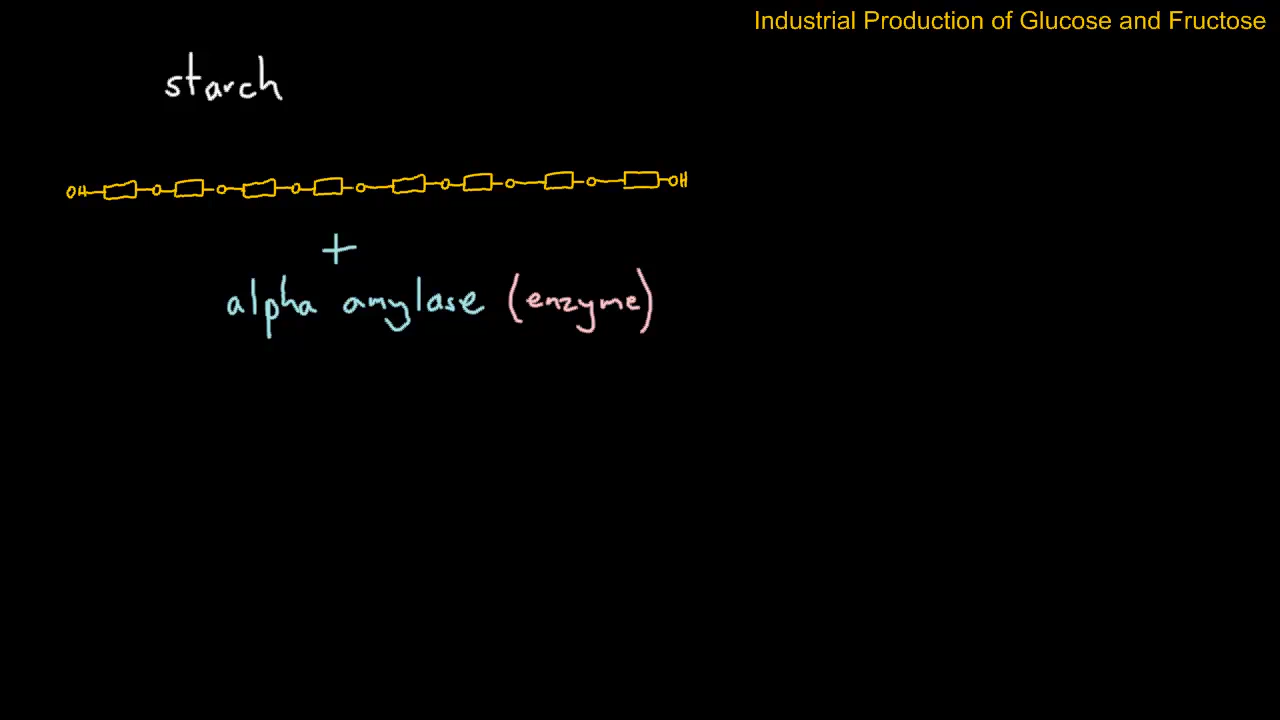 Industrial Production of Glucose and Fructose
starch
OH O O O O O O O OH
+
alpha amylase (enzyme)